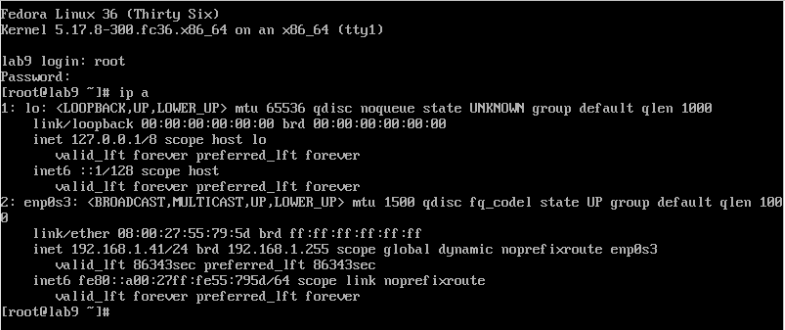 Fedora Linux 36 (Thirty Six)
Kernel 5.17.8-300.fc36.x86_64 on an x86_64 (tty1)

lab9 login: root
Password:
[root@lab9 ~]# ip a
1: lo: <LOOPBACK,UP,LOWER_UP> mtu 65536 qdisc noqueue state UNKNOWN group default qlen 1000
    link/loopback 00:00:00:00:00:00 brd 00:00:00:00:00:00
    inet 127.0.0.1/8 scope host lo
       valid_lft forever preferred_lft forever
    inet6 ::1/128 scope host
       valid_lft forever preferred_lft forever
2: enp0s3: <BROADCAST,MULTICAST,UP,LOWER_UP> mtu 1500 qdisc fq_codel state UP group default qlen 100
0
    link/ether 08:00:27:55:79:5d brd ff:ff:ff:ff:ff:ff
    inet 192.168.1.41/24 brd 192.168.1.255 scope global dynamic noprefixroute enp0s3
       valid_lft 86343sec preferred_lft 86343sec
    inet6 fe80::a00:27ff:fe55:795d/64 scope link noprefixroute
       valid_lft forever preferred_lft forever
[root@lab9 ~]#